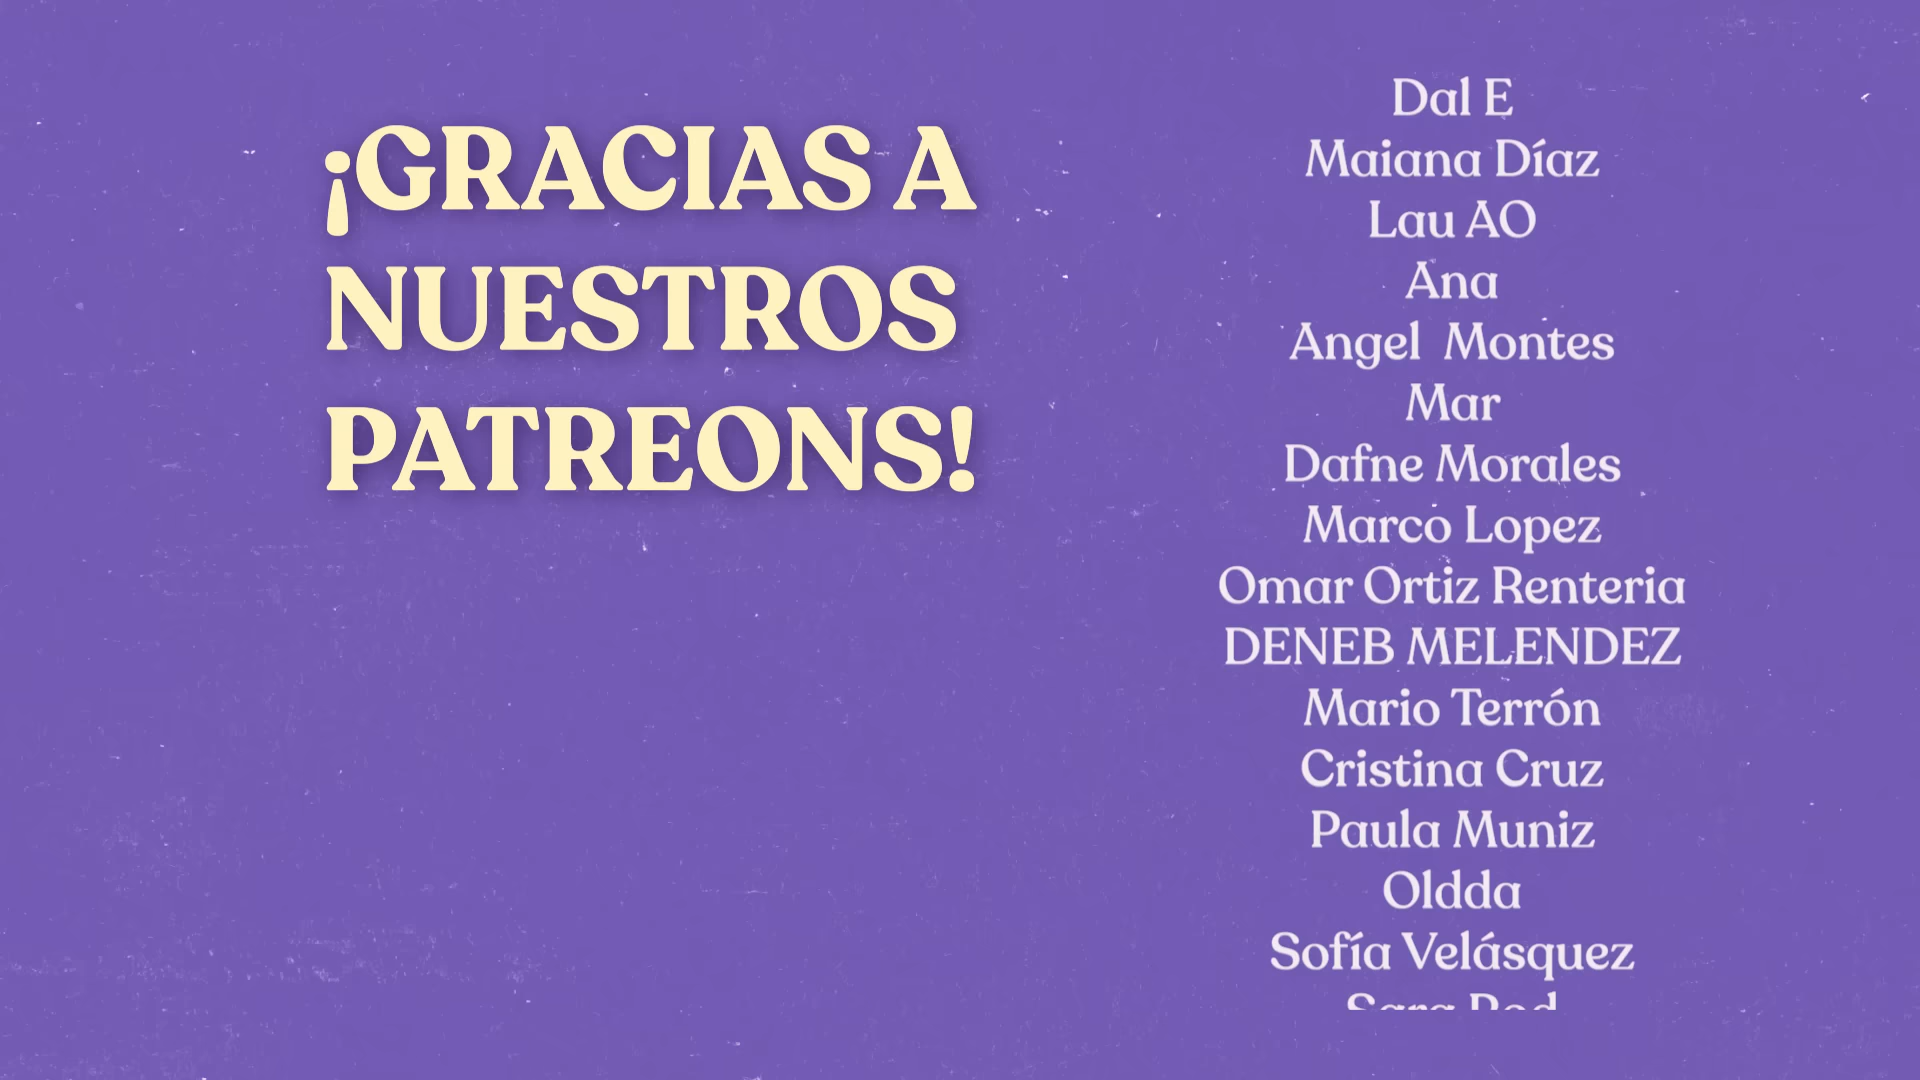 ¡GRACIAS A
NUESTROS
PATREONS!
Dal E
Maiana Díaz
Lau AO
Ana
Angel  Montes
Mar
Dafne Morales
Marco Lopez
Omar Ortiz Renteria
DENEB MELENDEZ
Mario Terrón
Cristina Cruz
Paula Muniz
Oldda
Sofía Velásquez
Sara